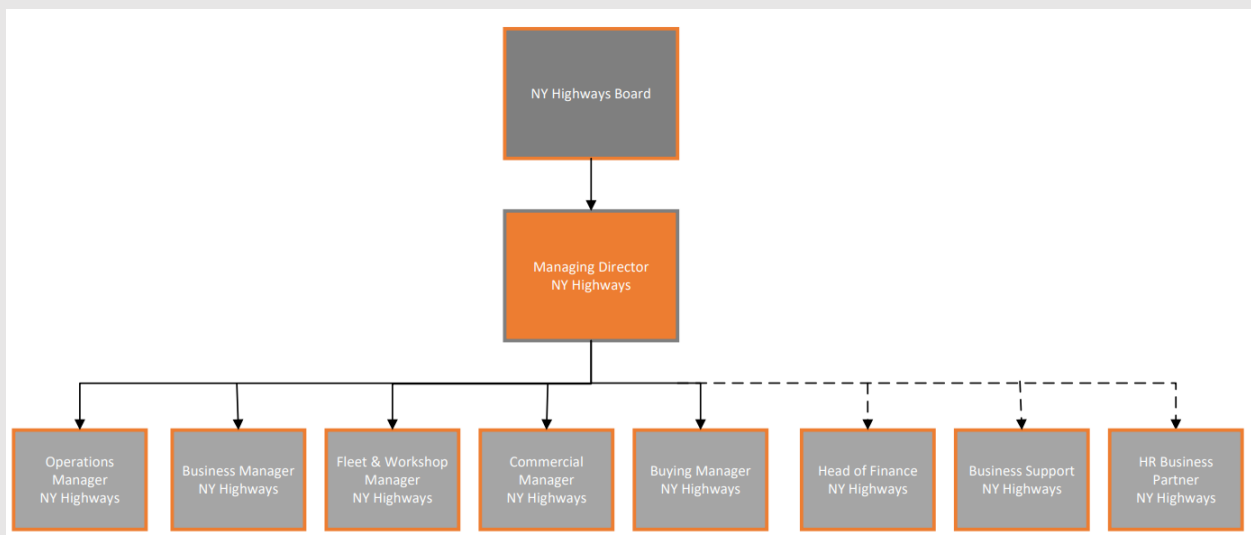 NY Highways Board
Managing Director
NY Highways
Operations
Manager
NY Highways
Business Manager
NY Highways
Fleet & Workshop
Manager
NY Highways
Commercial
Manager
NY Highways
Buying Manager
NY Highways
Head of Finance
NY Highways
Business Support
NY Highways
HR Business
Partner
NY Highways